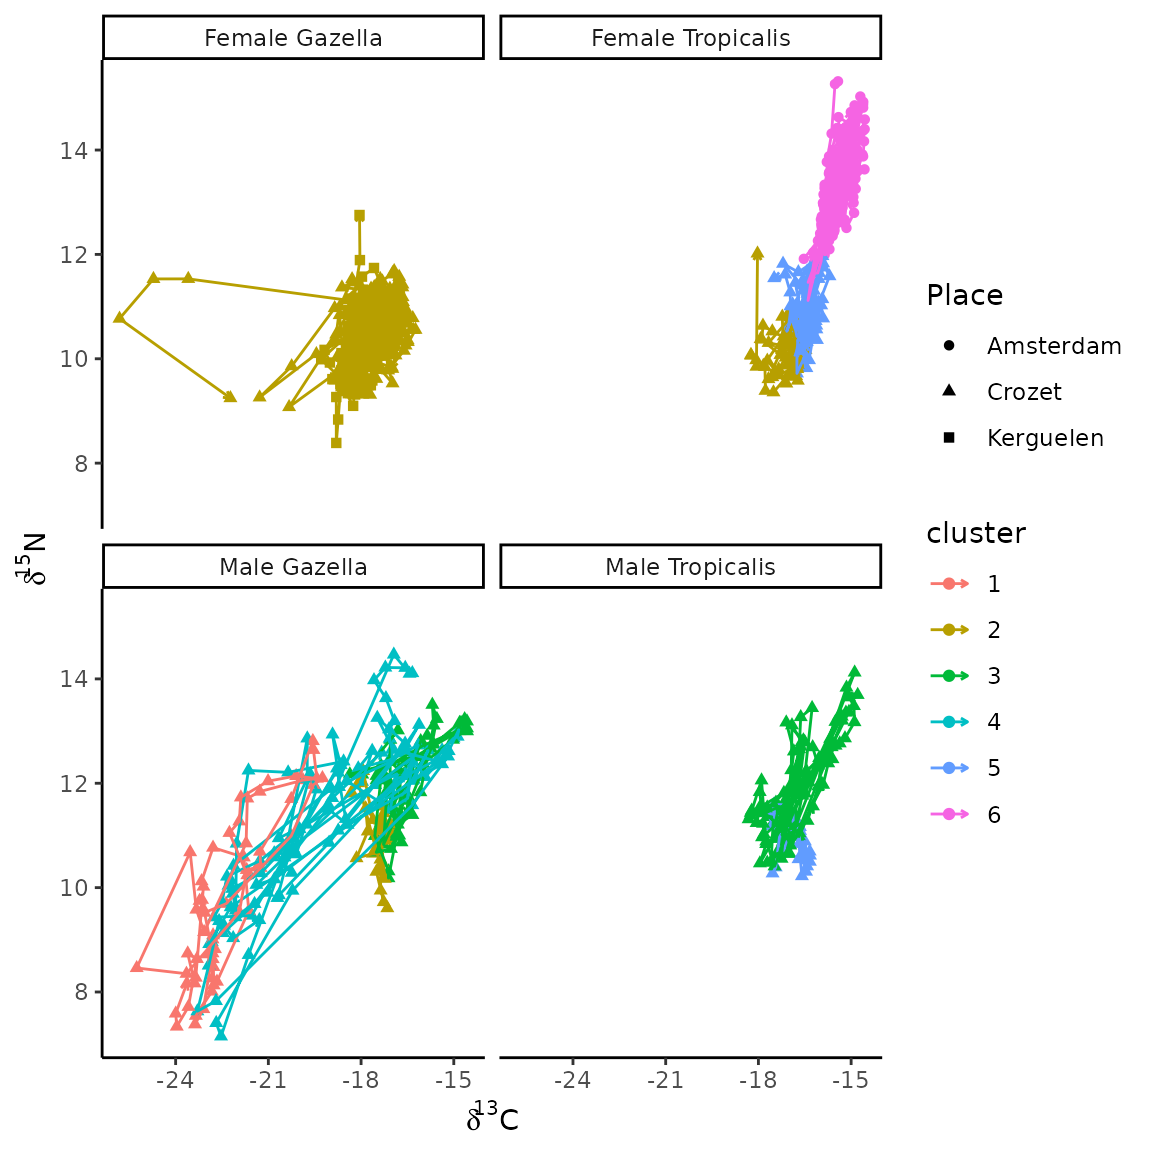 Female Gazella
Female Tropicalis
14
12
10
8
Male Gazella
Male Tropicalis
14
12
10
8
-24
-21
-18
-15
-24
-21
-18
-15
δ13C
δ15N
Place
Amsterdam
Crozet
Kerguelen
cluster
1
2
3
4
5
6